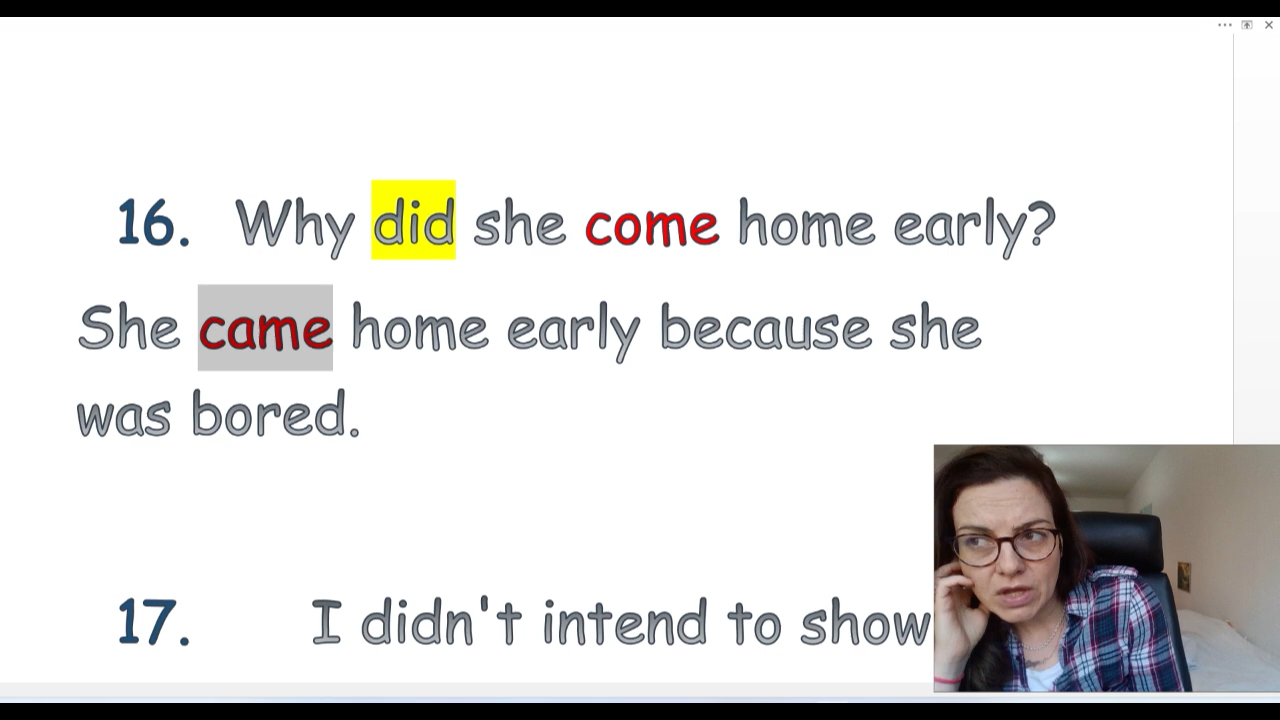 16. Why did she come home early?
She came home early because she
was bored.
17. I didn't intend to show